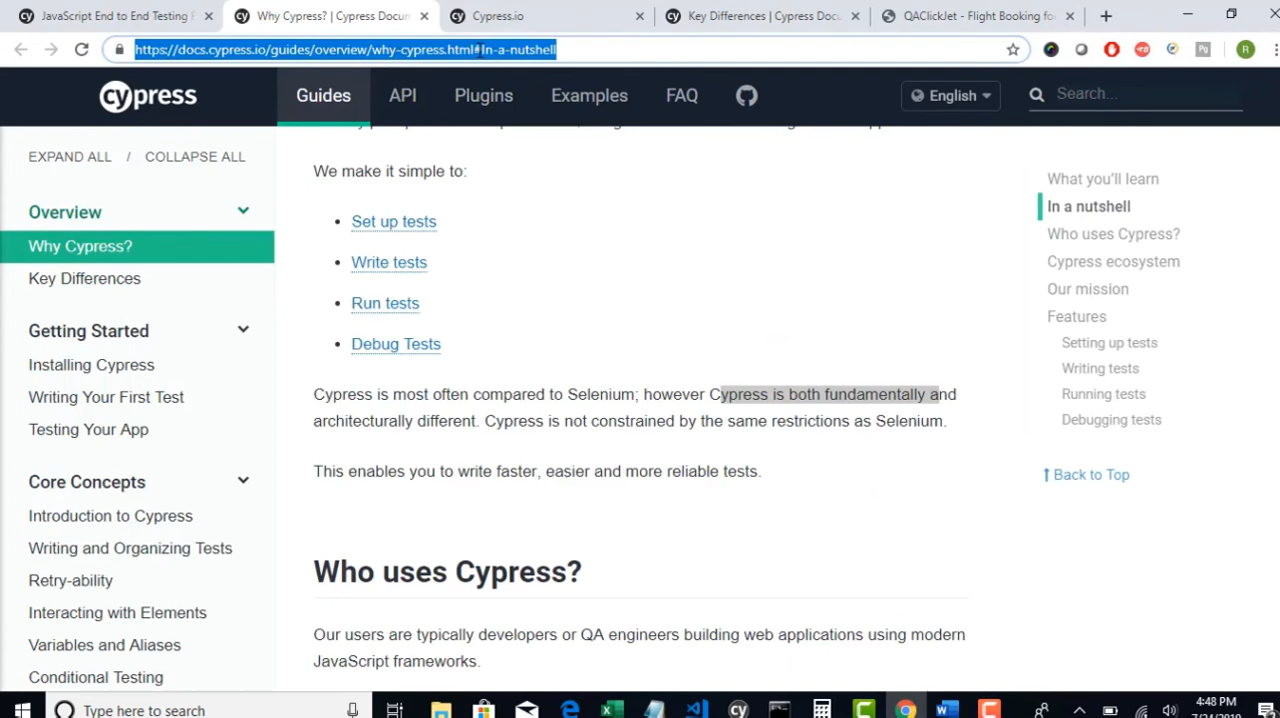 JavaScript End to End Testing F
Why Cypress? | Cypress Docum
Cypress.io
Key Differences | Cypress Docu
QAClickJet - Flight Booking fo
https://docs.cypress.io/guides/overview/why-cypress.html#In-a-nutshell
R
cypress
Guides
API
Plugins
Examples
FAQ
English
Search...
EXPAND ALL / COLLAPSE ALL
Overview
Why Cypress?
Key Differences
Getting Started
Installing Cypress
Writing Your First Test
Testing Your App
Core Concepts
Introduction to Cypress
Writing and Organizing Tests
Retry-ability
Interacting with Elements
Variables and Aliases
Conditional Testing
We make it simple to:
• Set up tests
• Write tests
• Run tests
• Debug Tests
Cypress is most often compared to Selenium; however Cypress is both fundamentally and
architecturally different. Cypress is not constrained by the same restrictions as Selenium.
This enables you to write faster, easier and more reliable tests.
Who uses Cypress?
Our users are typically developers or QA engineers building web applications using modern
JavaScript frameworks.
What you'll learn
In a nutshell
Who uses Cypress?
Cypress ecosystem
Our mission
Features
Setting up tests
Writing tests
Running tests
Debugging tests
Back to Top
Type here to search
4:48 PM